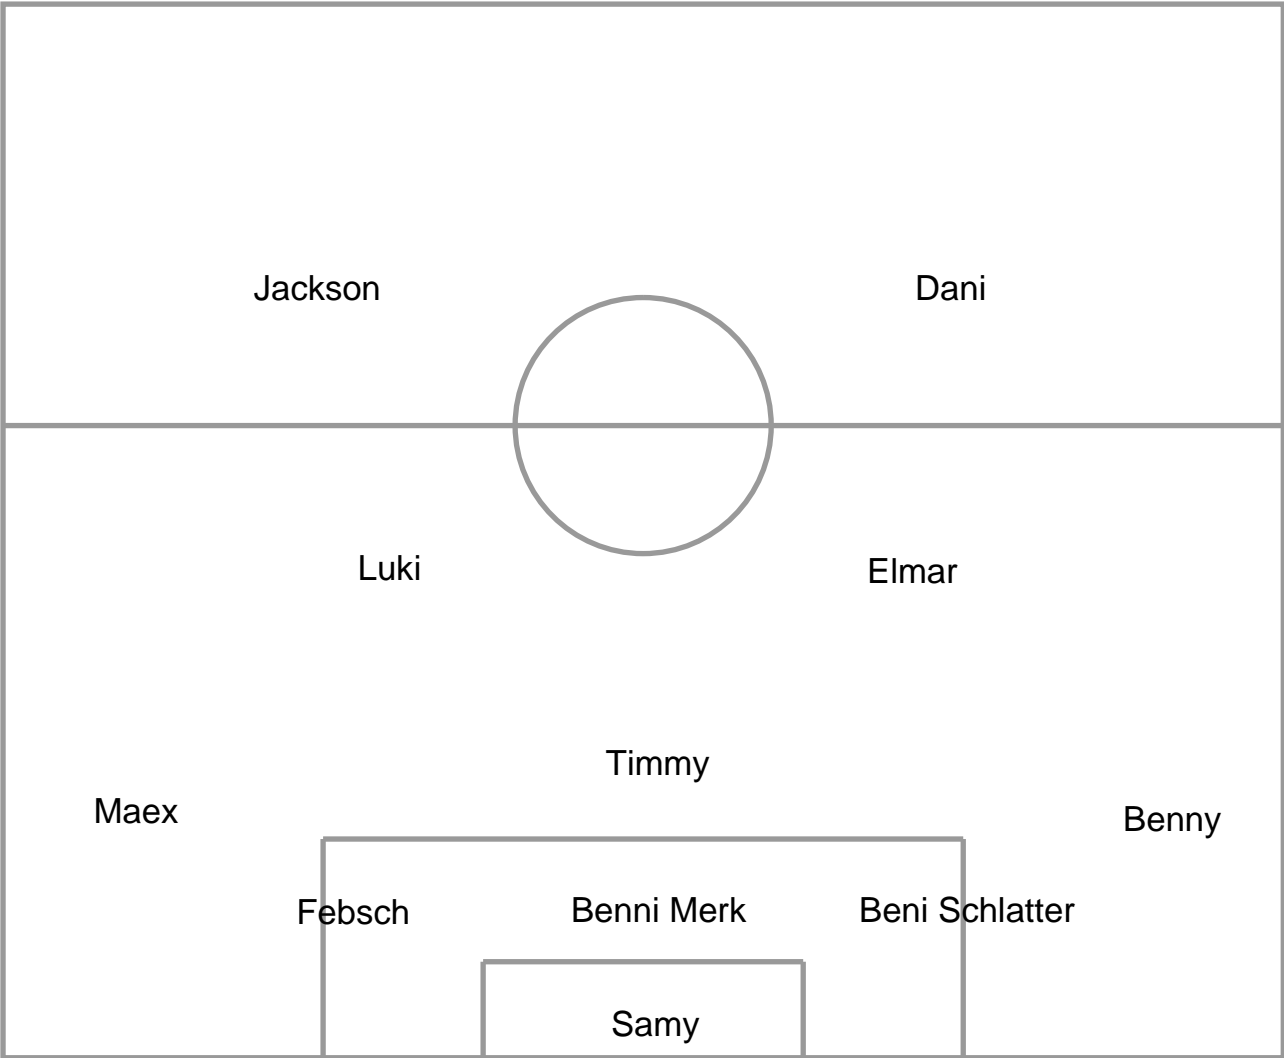 Jackson
Dani
Luki
Elmar
Timmy
Maex
Benny
Febsch
Benni Merk
Beni Schlatter
Samy